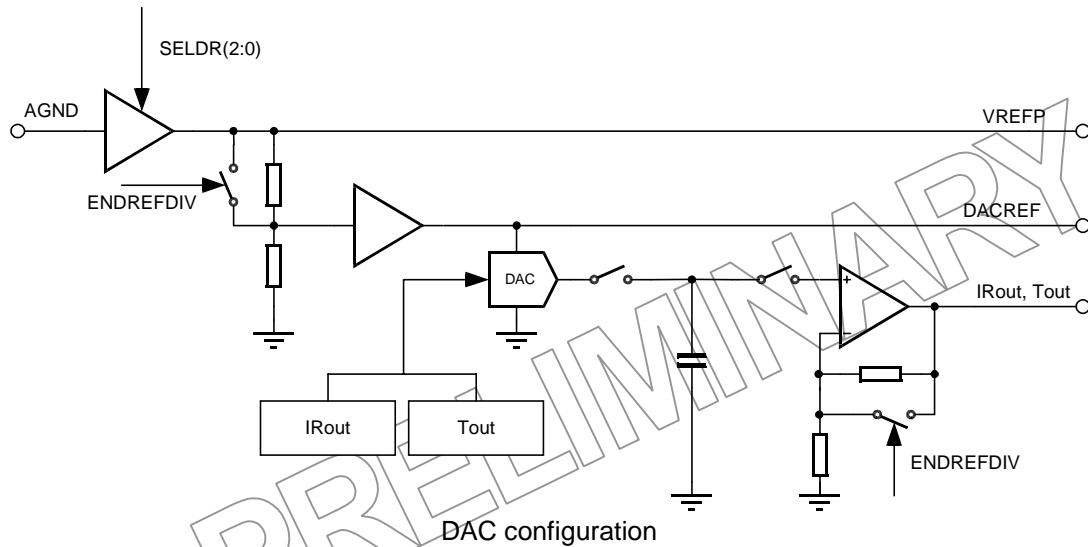 SELDR(2:0)
AGND
VREFP
ENDREFDIV
DACREF
DAC
IRout, Tout
IRout
Tout
ENDREFDIV
DAC configuration
PRELIMINARY